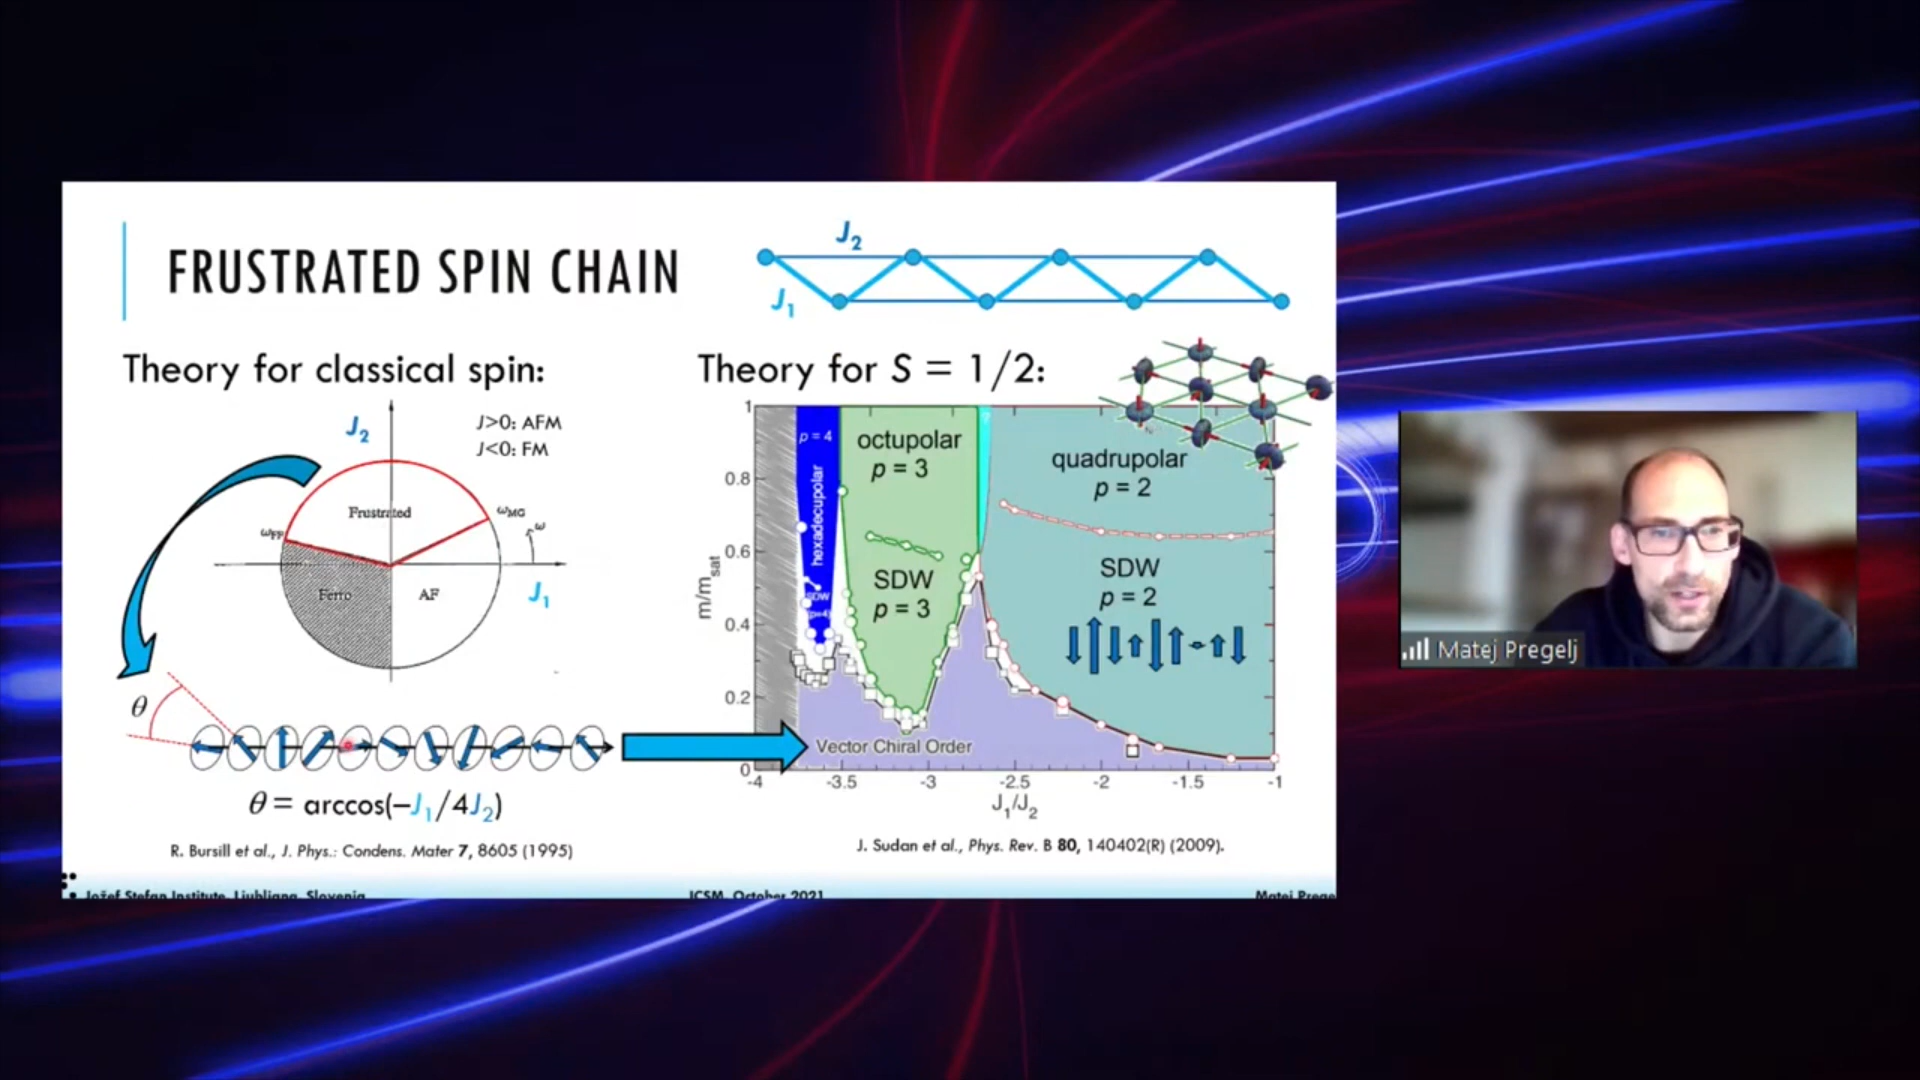 J2
FRUSTRATED SPIN CHAIN
J1
Theory for classical spin:
Theory for S = 1/2:
J2
J>0: AFM
J<0: FM
Frustrated
ωFF
ωMG
ω
Ferro
AF
J1
θ
θ = arccos(–J1/4J2)
R. Bursill et al., J. Phys.: Condens. Mater 7, 8605 (1995)
1
0.8
0.6
0.4
0.2
0
m/msat
p = 4
hexadecupolar
SDW
(p=4)
octupolar
p = 3
SDW
p = 3
quadrupolar
p = 2
SDW
p = 2
Vector Chiral Order
-4
-3.5
-3
-2.5
-2
-1.5
-1
J1/J2
J. Sudan et al., Phys. Rev. B 80, 140402(R) (2009).
Jožef Stefan Institute, Ljubljana, Slovenia
ICSM, October 2021
Matej Prege
Matej Pregelj